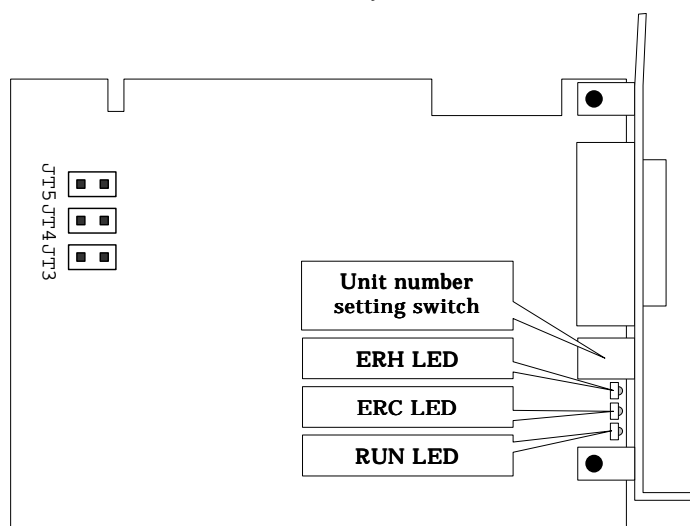 JT5
JT4
JT3
Unit number
setting switch
ERH LED
ERC LED
RUN LED